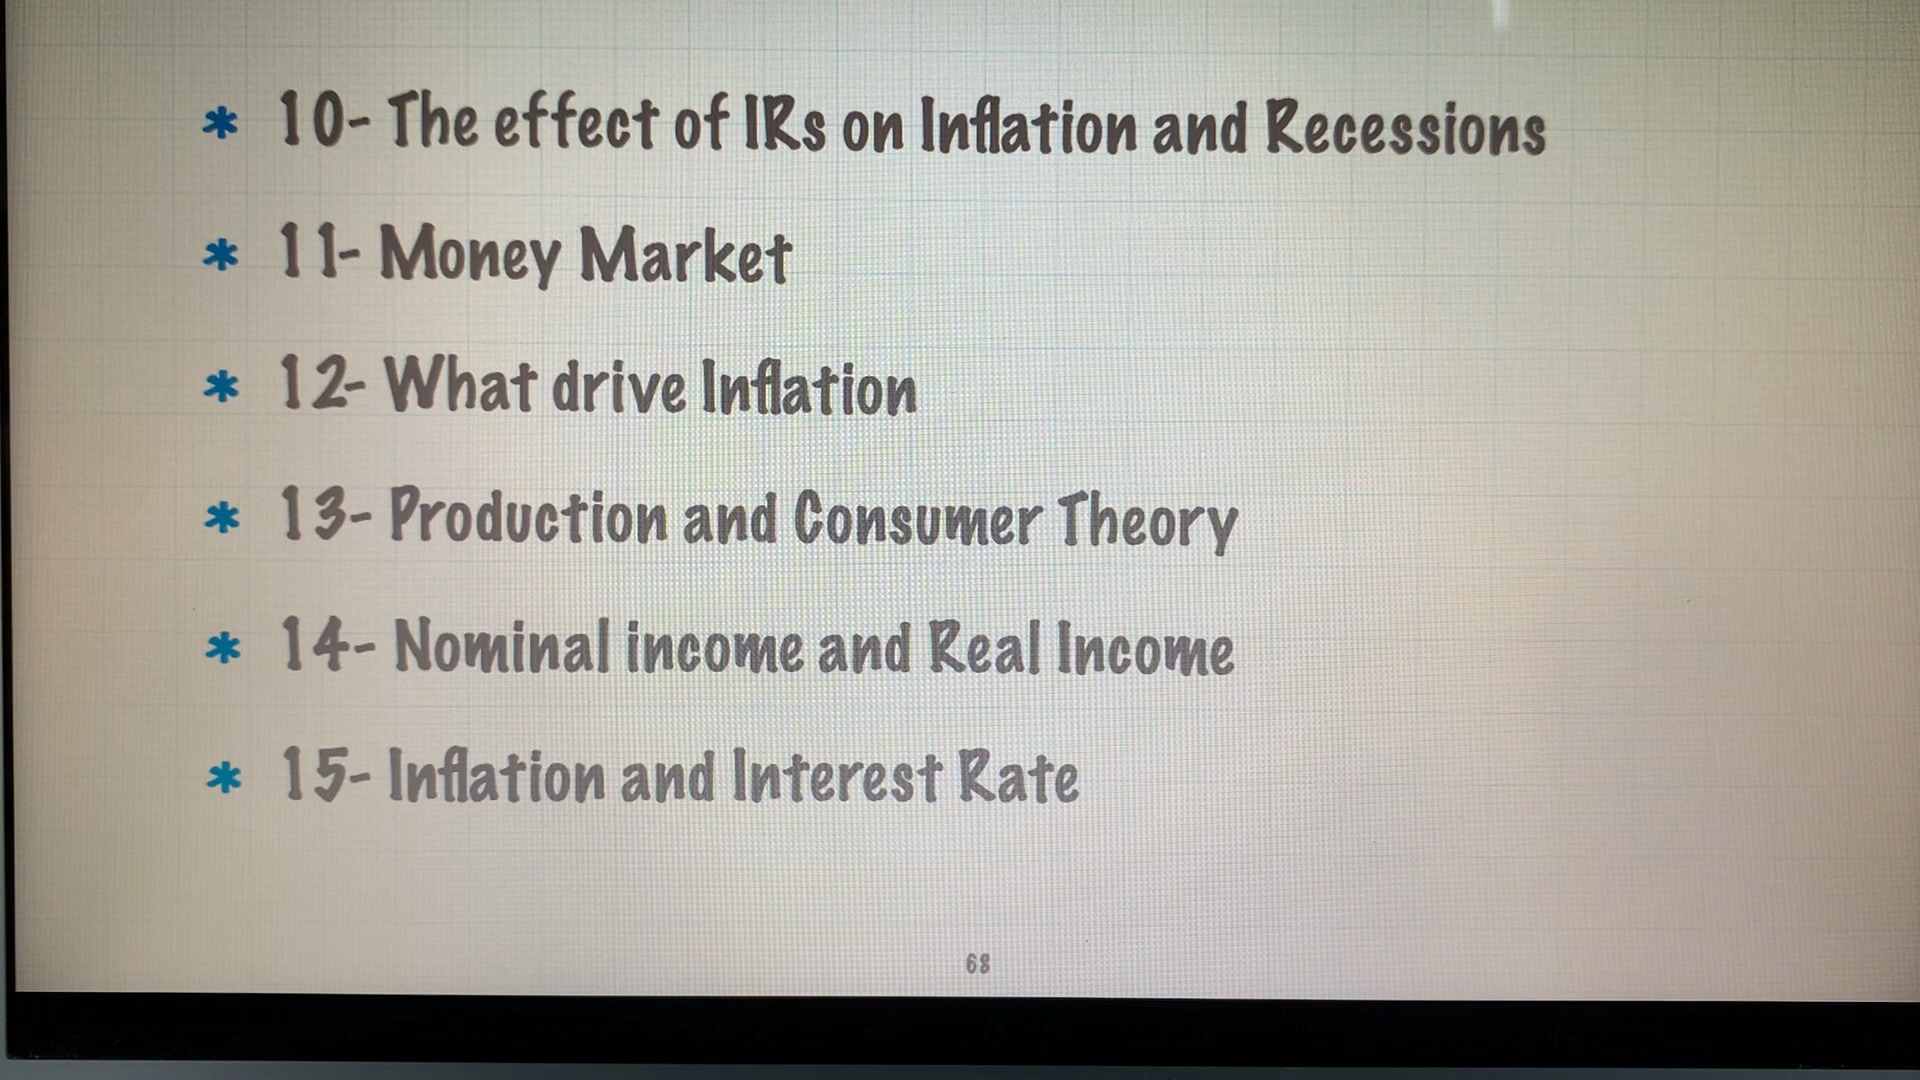 * 10- The effect of IRs on Inflation and Recessions
* 11- Money Market
* 12- What drive Inflation
* 13- Production and Consumer Theory
* 14- Nominal income and Real Income
* 15- Inflation and Interest Rate
68